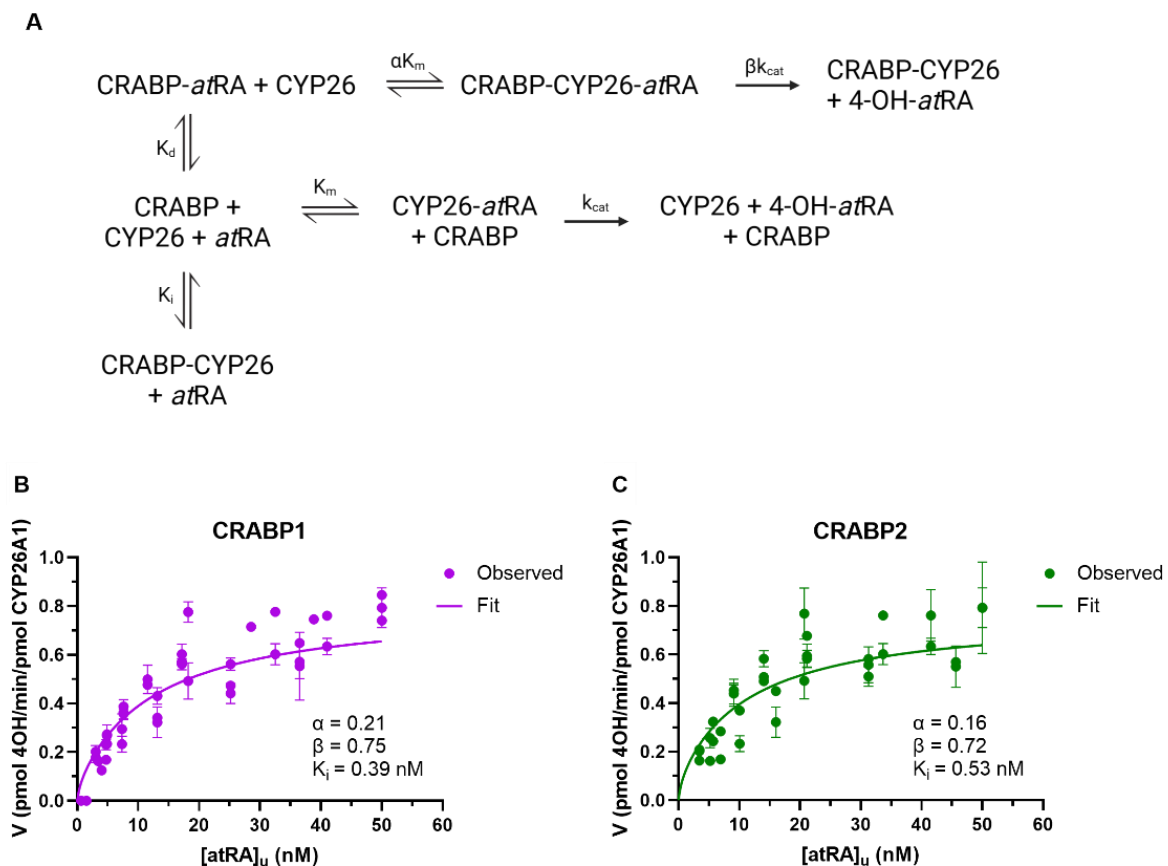 A
CRABP-atRA + CYP26
αKm
CRABP-CYP26-atRA
βkcat
CRABP-CYP26
+ 4-OH-atRA
Kd
CRABP +
CYP26 + atRA
Km
CYP26-atRA
+ CRABP
kcat
CYP26 + 4-OH-atRA
+ CRABP
Ki
CRABP-CYP26
+ atRA
B
CRABP1
V (pmol 4OH/min/pmol CYP26A1)
1.0
0.8
0.6
0.4
0.2
0.0
0 10 20 30 40 50 60
[atRA]u (nM)
Observed
Fit
α = 0.21
β = 0.75
Ki = 0.39 nM
C
CRABP2
V (pmol 4OH/min/pmol CYP26A1)
1.0
0.8
0.6
0.4
0.2
0.0
0 10 20 30 40 50 60
[atRA]u (nM)
Observed
Fit
α = 0.16
β = 0.72
Ki = 0.53 nM